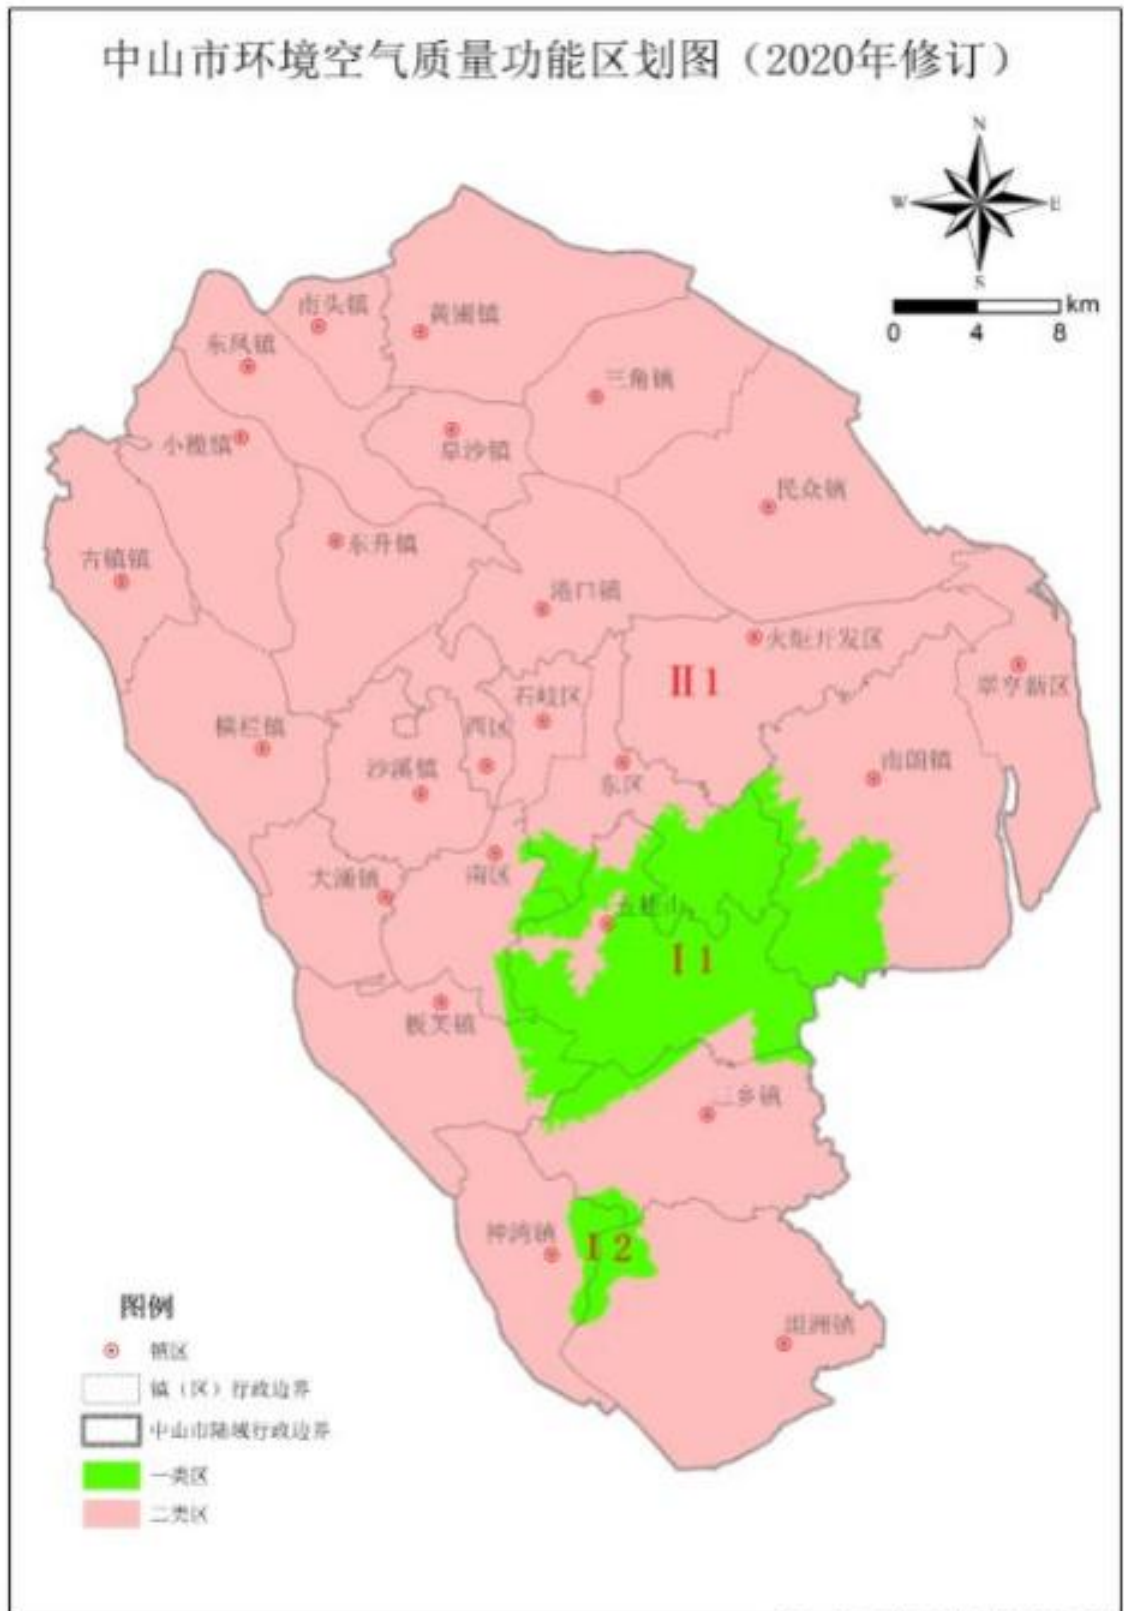 中山市环境空气质量功能区划图（2020年修订）
N
W
E
S
km
0 4 8
南头镇
黄圃镇
东凤镇
三角镇
小榄镇
阜沙镇
民众镇
东升镇
古镇镇
港口镇
火炬开发区
II 1
翠亨新区
石岐区
横栏镇
西区
沙溪镇
东区
南朗镇
大涌镇
南区
五桂山
I 1
板芙镇
三乡镇
神湾镇
I 2
坦洲镇
图例
镇区
镇（区）行政边界
中山市陆域行政边界
一类区
二类区